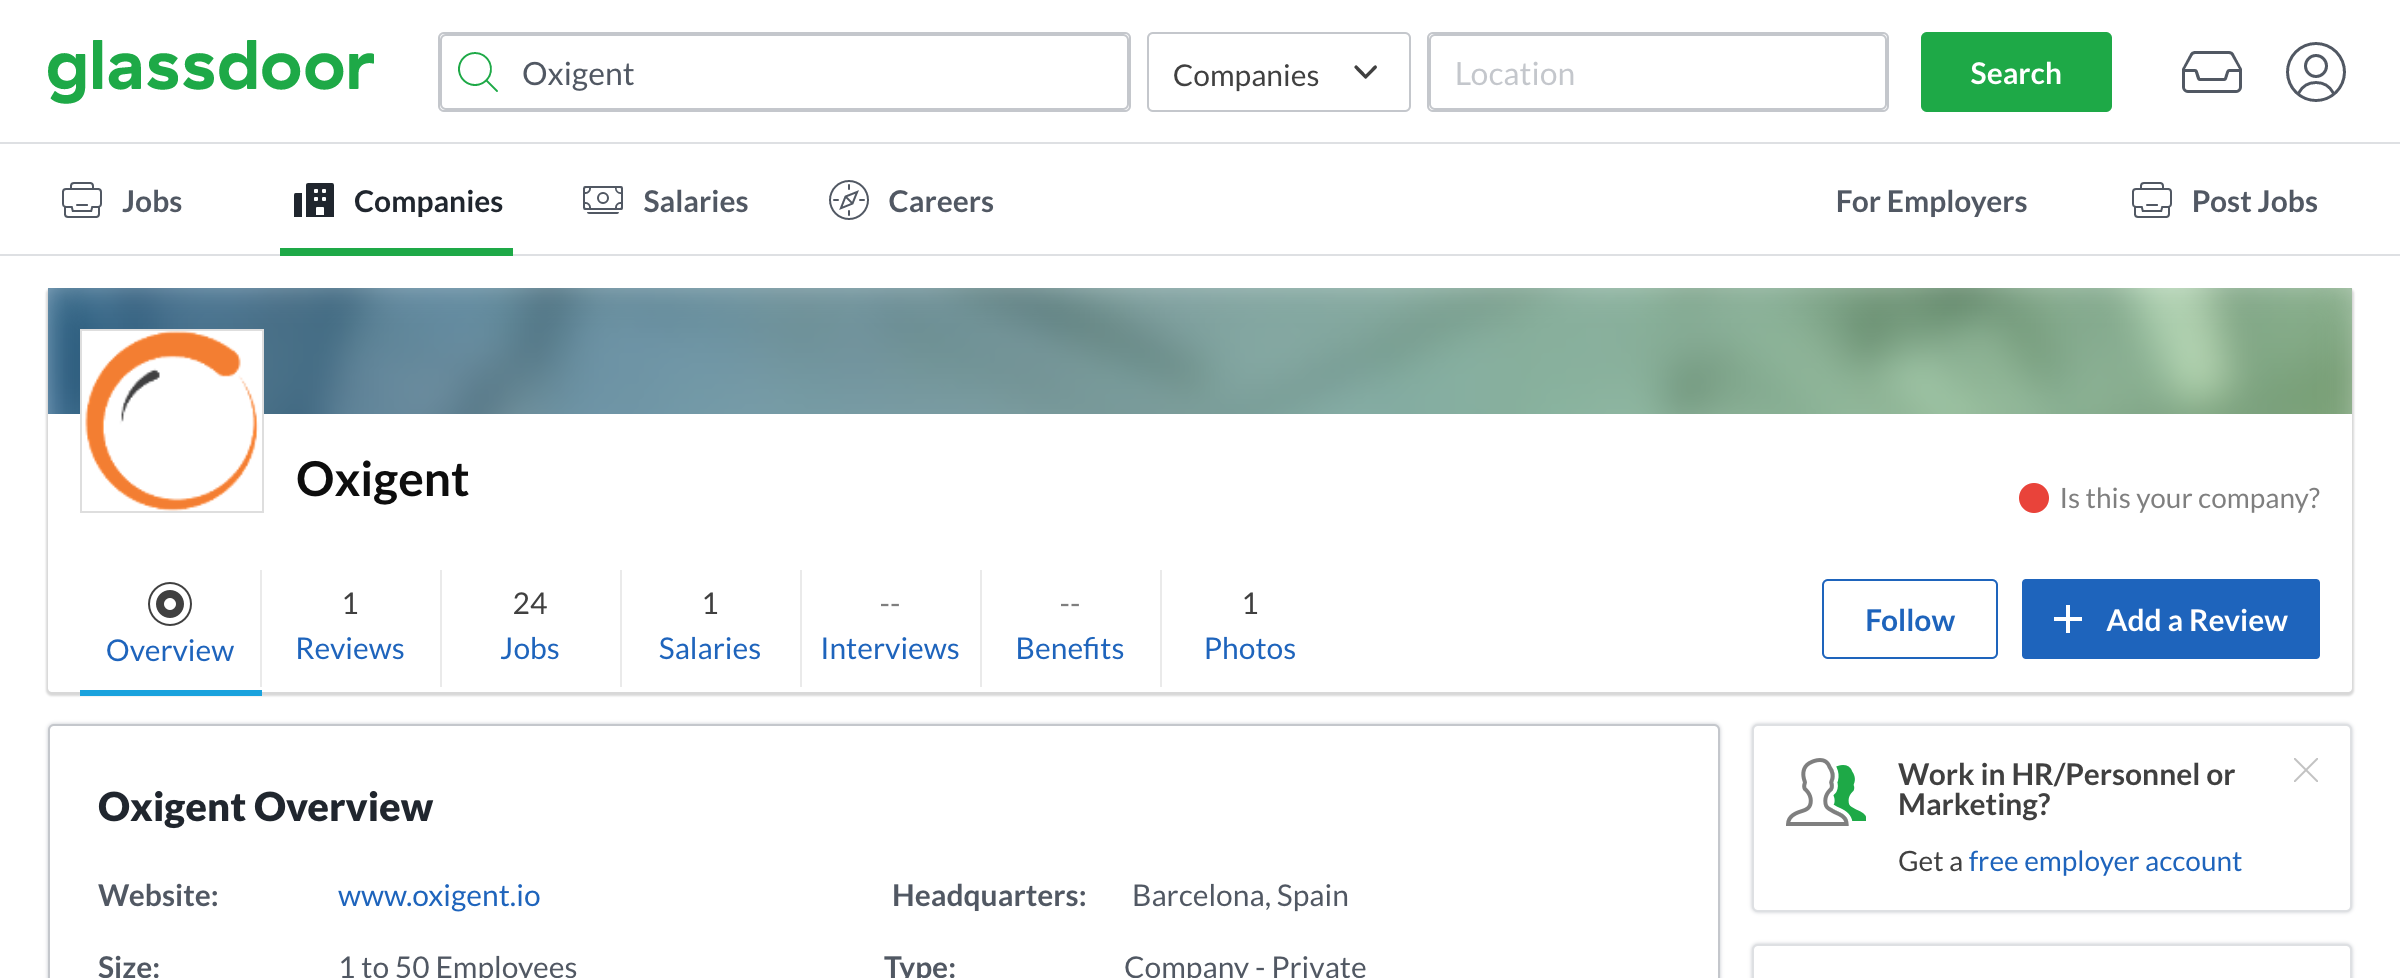 glassdoor
Oxigent
Companies
Location
Search
Jobs
Companies
Salaries
Careers
For Employers
Post Jobs
Oxigent
Is this your company?
Overview
1
Reviews
24
Jobs
1
Salaries
--
Interviews
--
Benefits
1
Photos
Follow
Add a Review
Oxigent Overview
Website: www.oxigent.io
Headquarters: Barcelona, Spain
Size: 1 to 50 Employees
Type: Company - Private
Work in HR/Personnel or
Marketing?
Get a free employer account